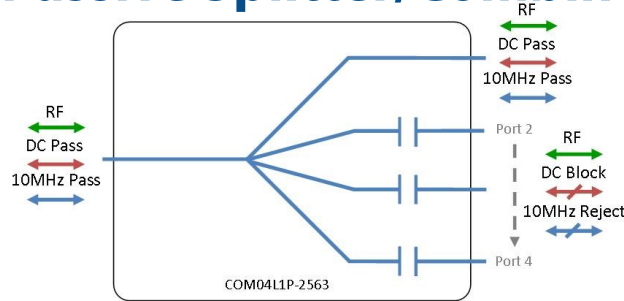 RF
DC Pass
10MHz Pass
RF
DC Pass
10MHz Pass
Port 2
RF
DC Block
10MHz Reject
Port 4
COM04L1P-2563